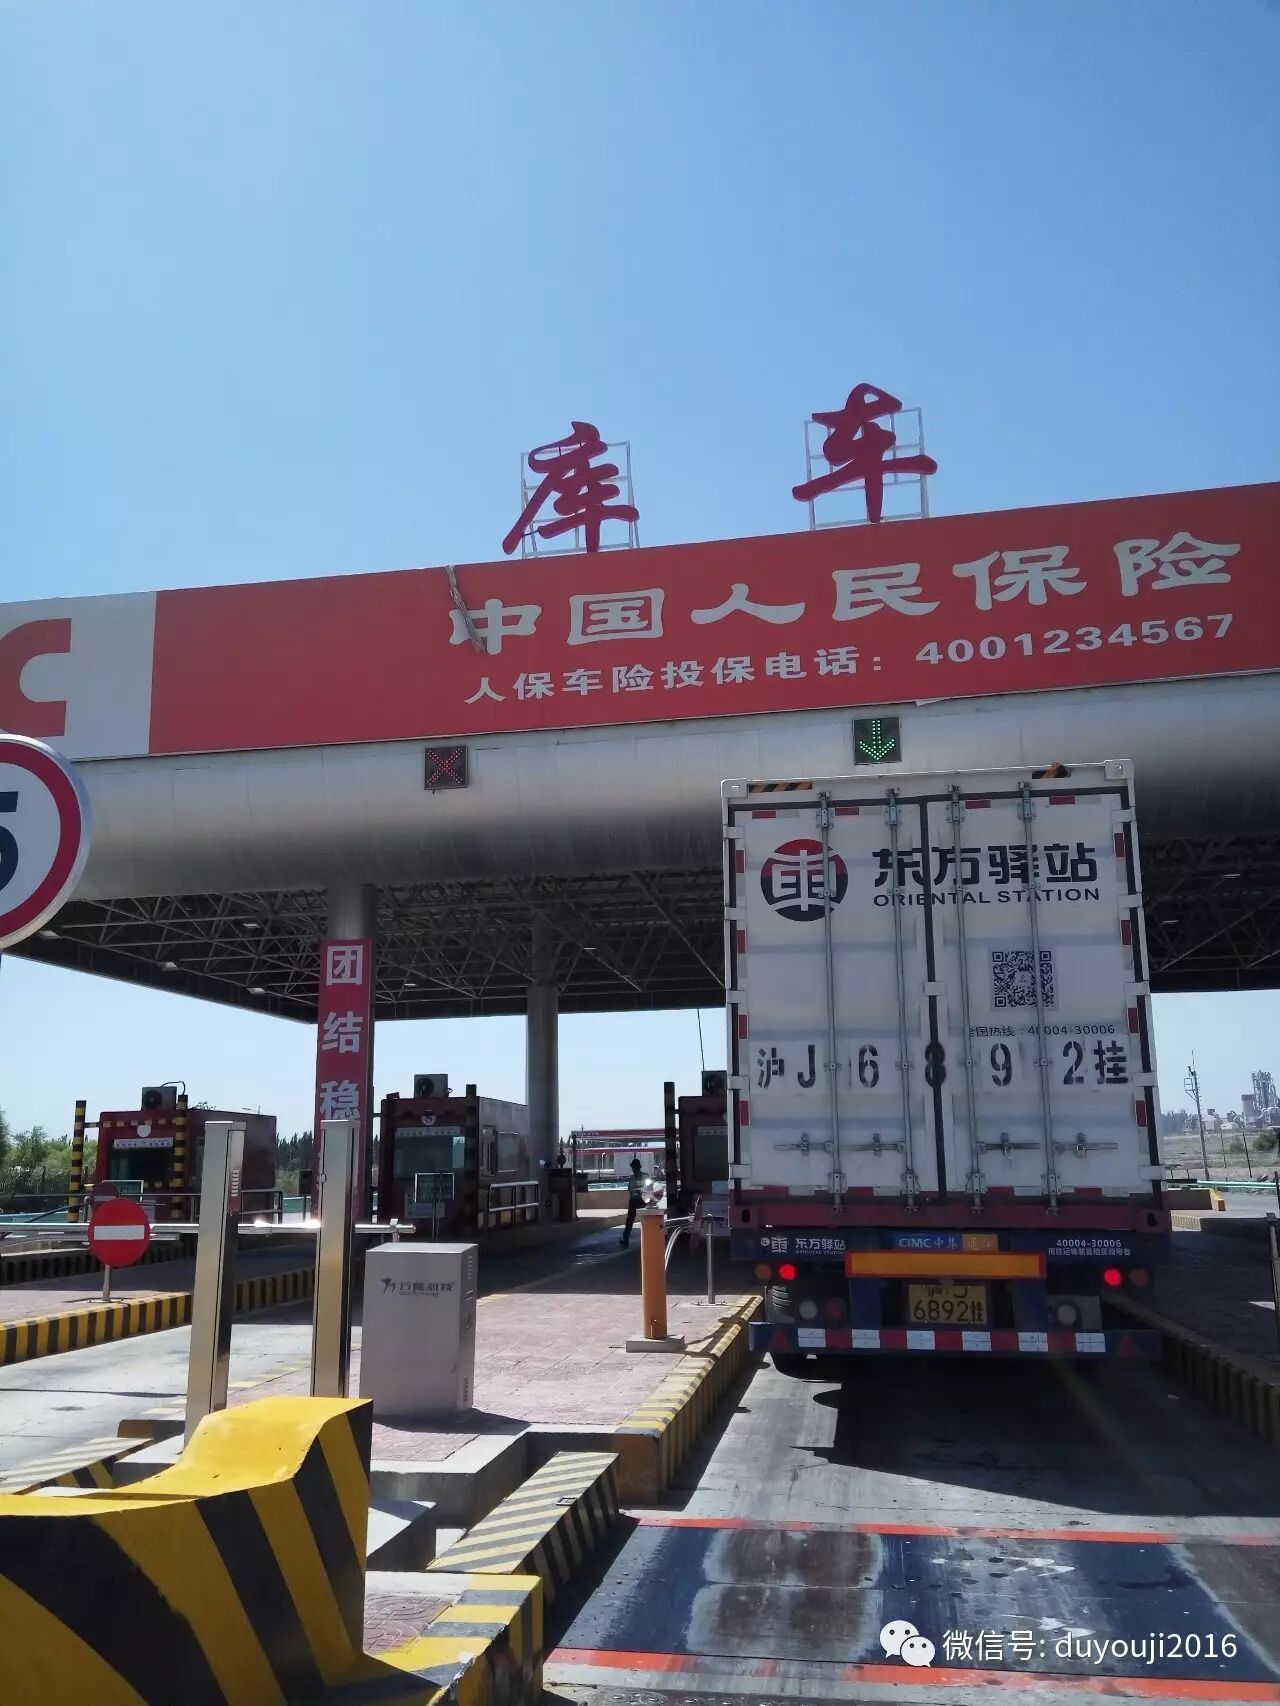 库车
中国人民保险
人保车险投保电话：4001234567
C
5
东方驿站
ORIENTAL STATION
全国热线：40004-30006
沪J6892挂
团结稳
东方驿站
CIMC中集
40004-30006
沪·J
6892挂
微信号: duyouji2016